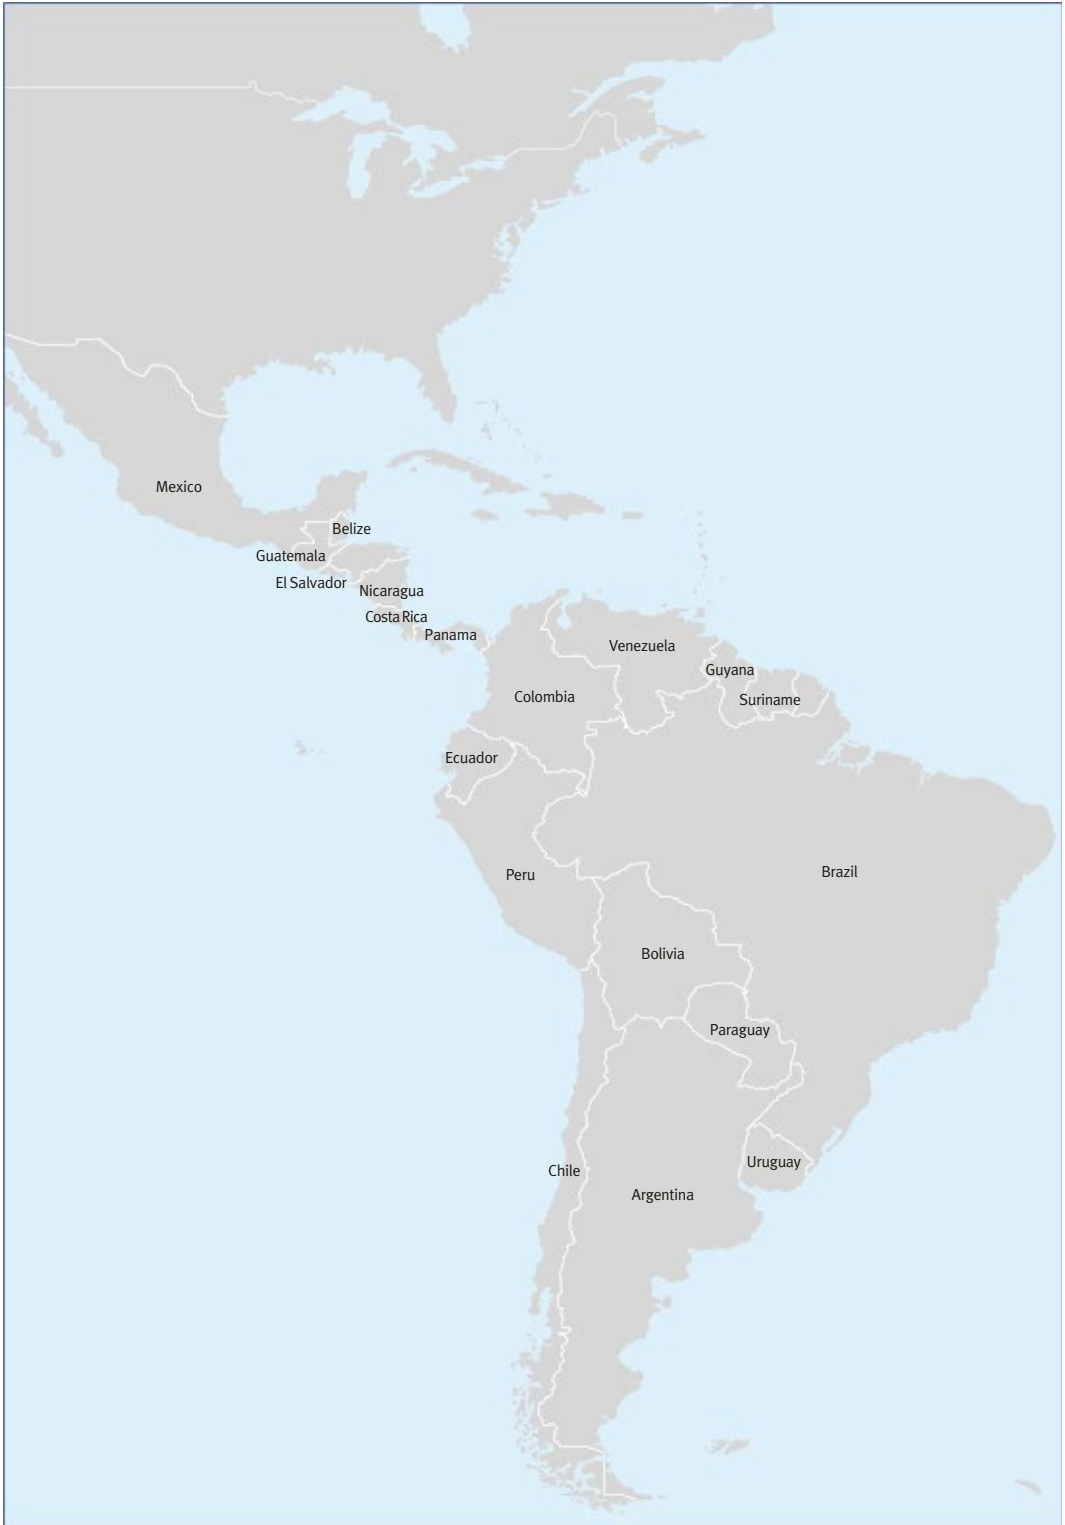 Mexico
Belize
Guatemala
El Salvador
Nicaragua
Costa Rica
Panama
Venezuela
Guyana
Colombia
Suriname
Ecuador
Brazil
Peru
Bolivia
Paraguay
Uruguay
Chile
Argentina